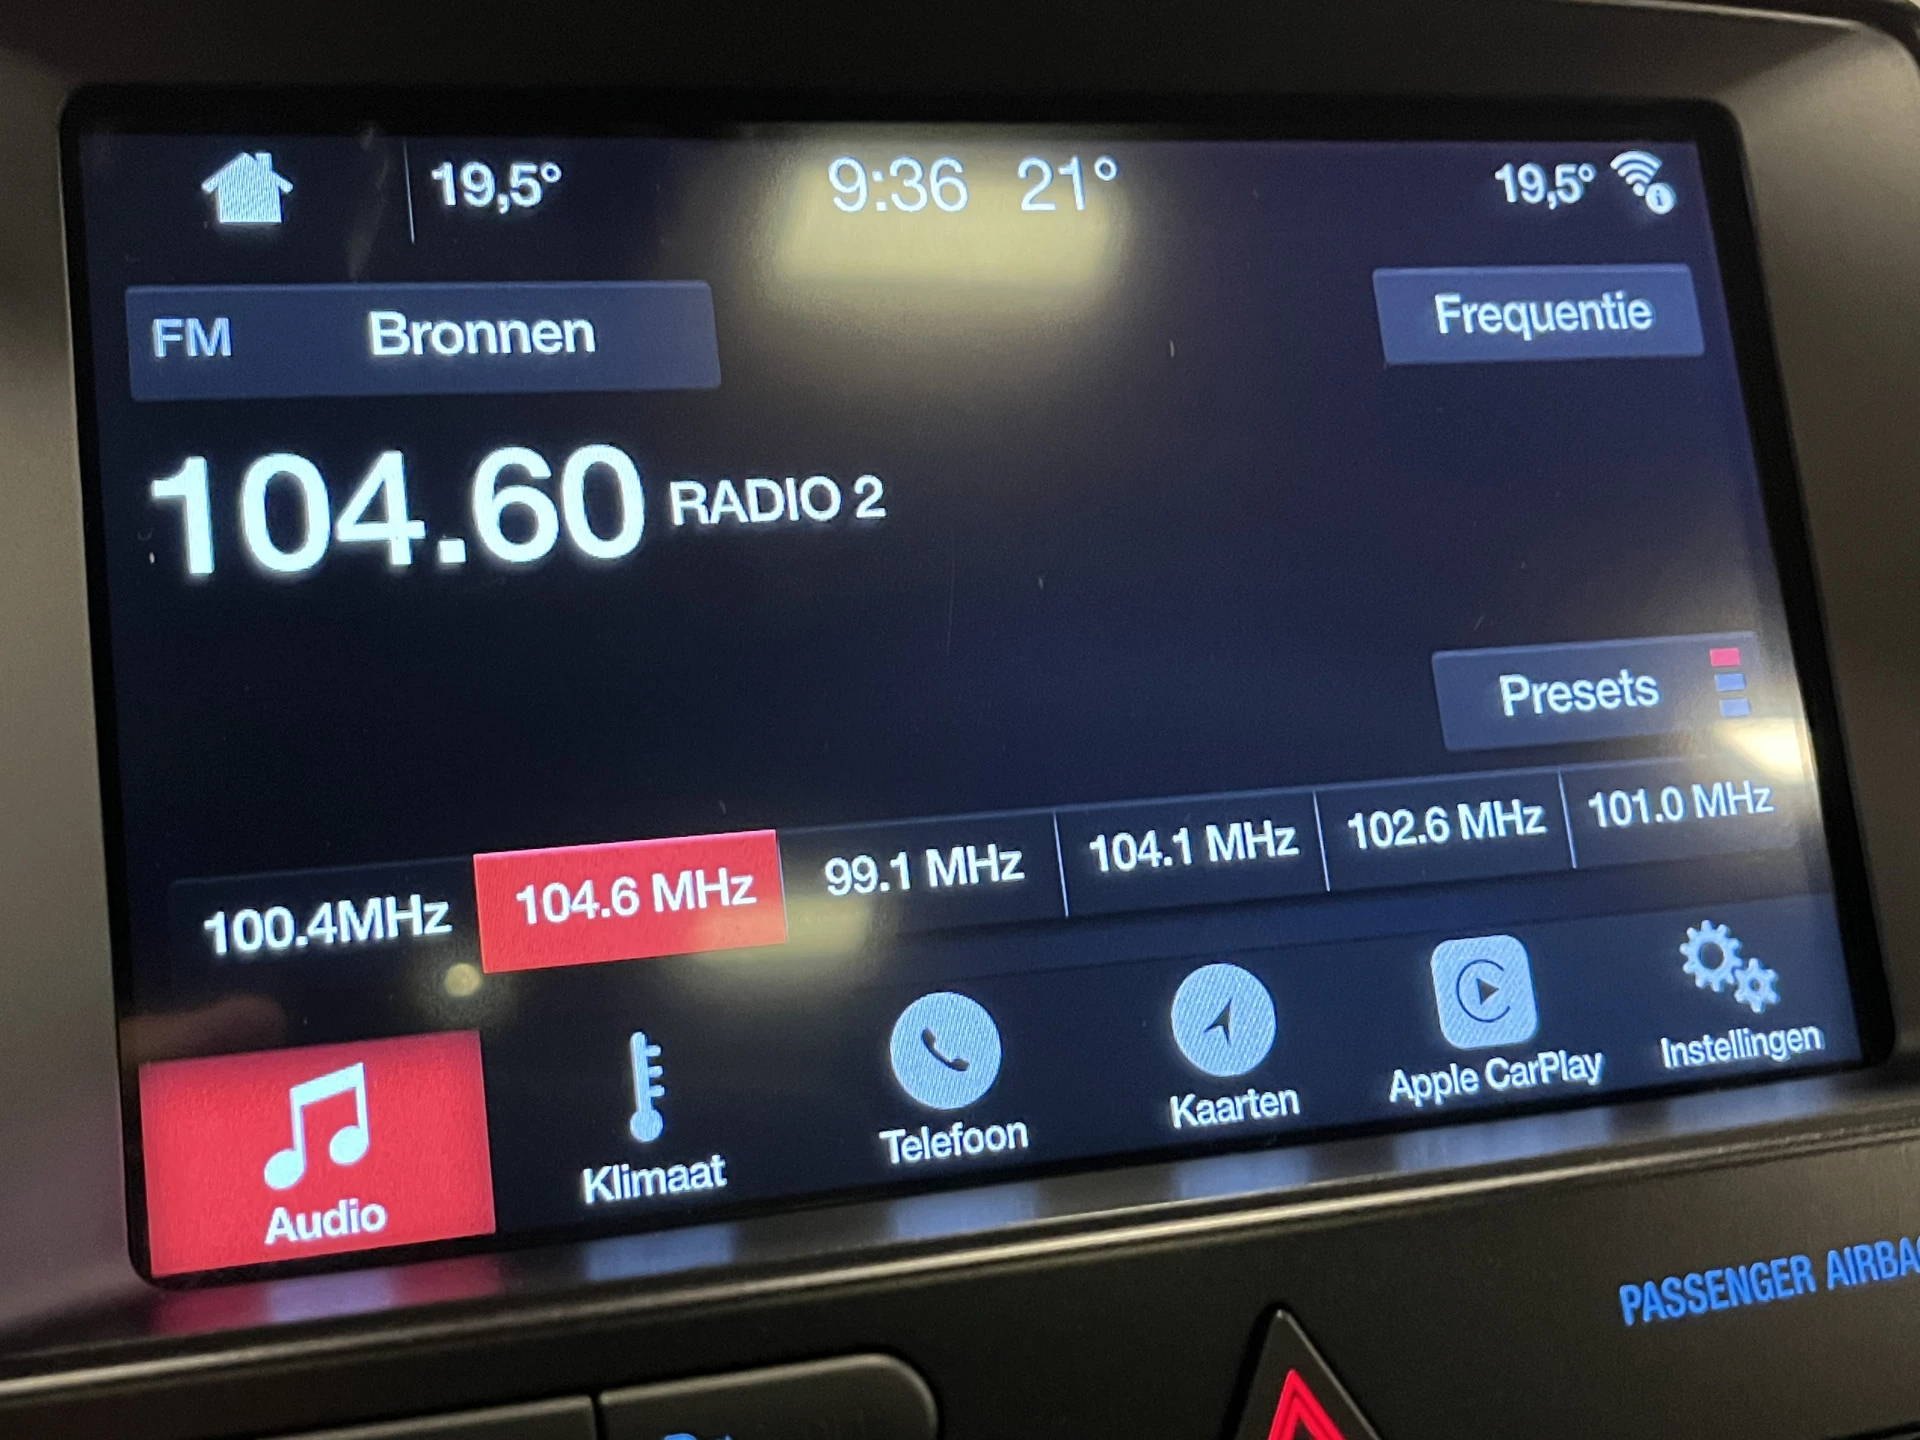 19,5° 9:36 21° 19,5°
FM Bronnen Frequentie
104.60 RADIO 2
Presets
100.4MHz 104.6 MHz 99.1 MHz 104.1 MHz 102.6 MHz 101.0 MHz
Audio Klimaat Telefoon Kaarten Apple CarPlay Instellingen
PASSENGER